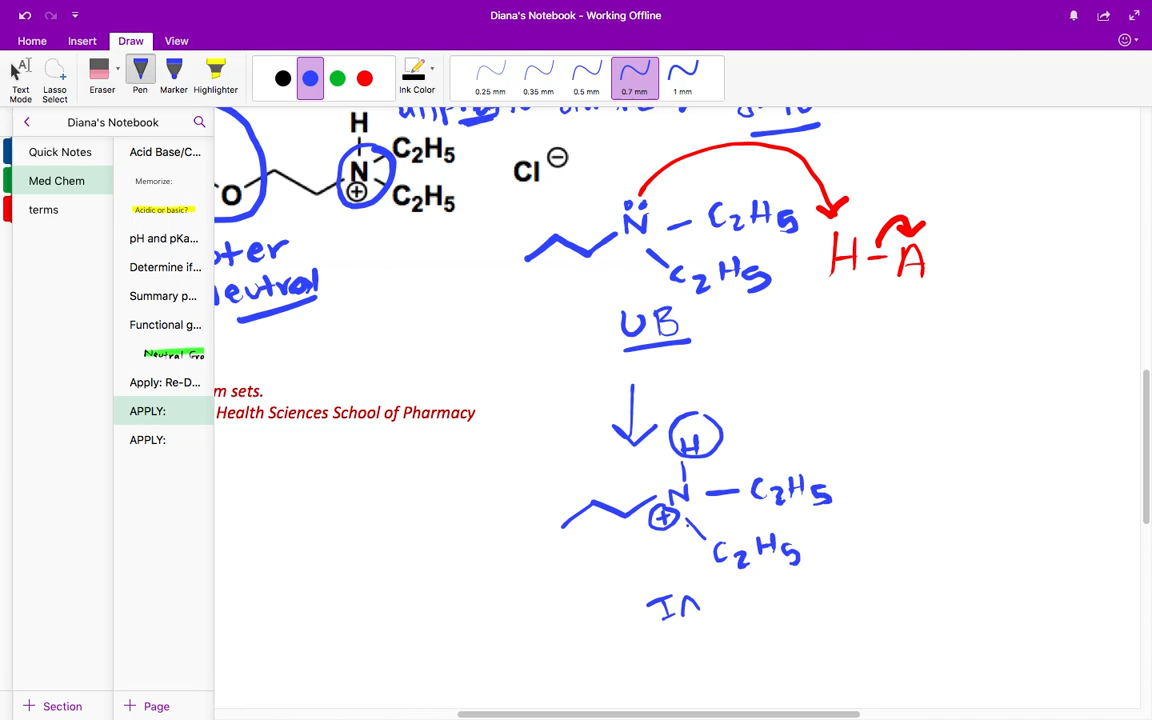 Diana's Notebook - Working Offline
Home Insert Draw View
Text Mode
Lasso Select
Eraser
Pen
Marker
Highlighter
Ink Color
0.25 mm
0.35 mm
0.5 mm
0.7 mm
1 mm
Diana's Notebook
Quick Notes
Med Chem
terms
Acid Base/C...
Memorize:
Acidic or basic?
pH and pKa...
Determine if...
Summary p...
Functional g...
Neutral Gro
Apply: Re-D...
APPLY:
APPLY:
+ Section
+ Page
H
N
⊕
C2H5
C2H5
O
Cl ⊖
N
C2H5
C2H5
H - A
ter
eutral
UB
m sets.
Health Sciences School of Pharmacy
H
N - C2H5
⊕
C2H5